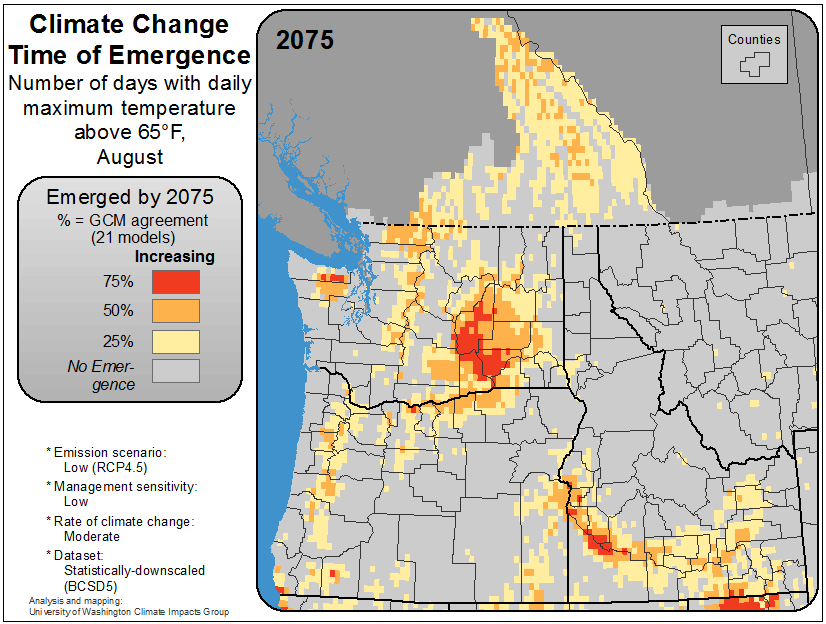 Climate Change
Time of Emergence
Number of days with daily
maximum temperature
above 65°F,
August
Emerged by 2075
% = GCM agreement
(21 models)
Increasing
75%
50%
25%
No Emer-
gence
* Emission scenario:
Low (RCP4.5)
* Management sensitivity:
Low
* Rate of climate change:
Moderate
* Dataset:
Statistically-downscaled
(BCSD5)
Analysis and mapping:
University of Washington Climate Impacts Group
2075
Counties